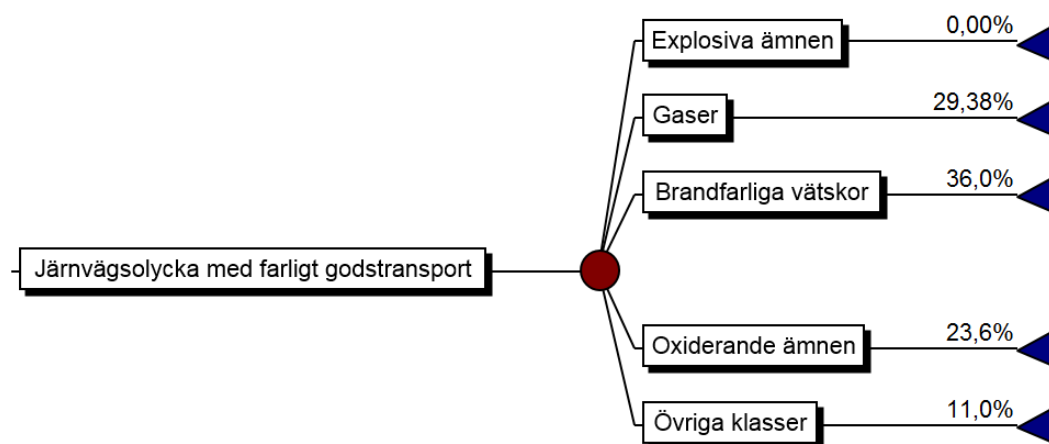 Explosiva ämnen
0,00%
Gaser
29,38%
Brandfarliga vätskor
36,0%
Järnvägsolycka med farligt godstransport
Oxiderande ämnen
23,6%
Övriga klasser
11,0%